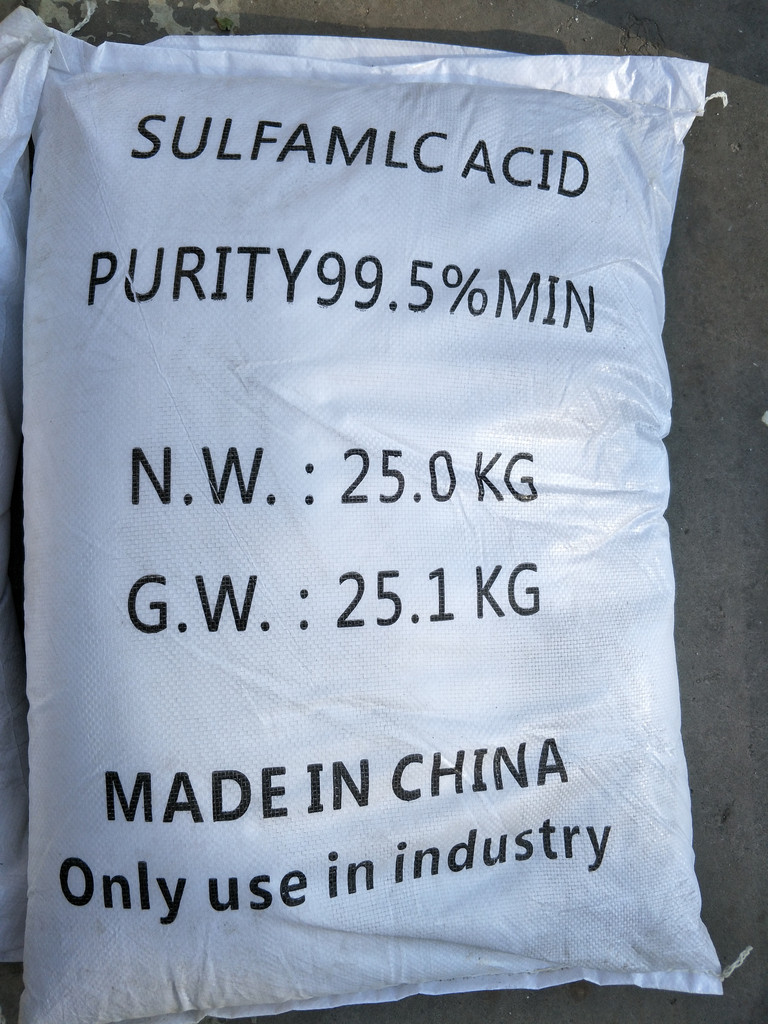 SULFAMLC ACID
PURITY99.5%MIN
N.W. : 25.0 KG
G.W. : 25.1 KG
MADE IN CHINA
Only use in industry